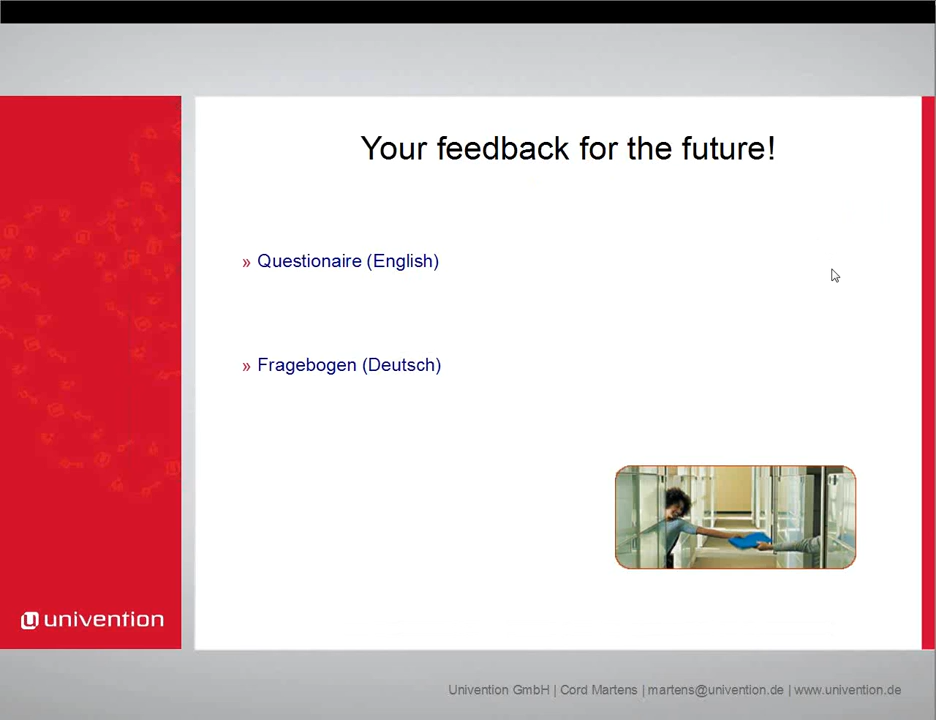 Your feedback for the future!
» Questionaire (English)
» Fragebogen (Deutsch)
univention
Univention GmbH | Cord Martens | martens@univention.de | www.univention.de